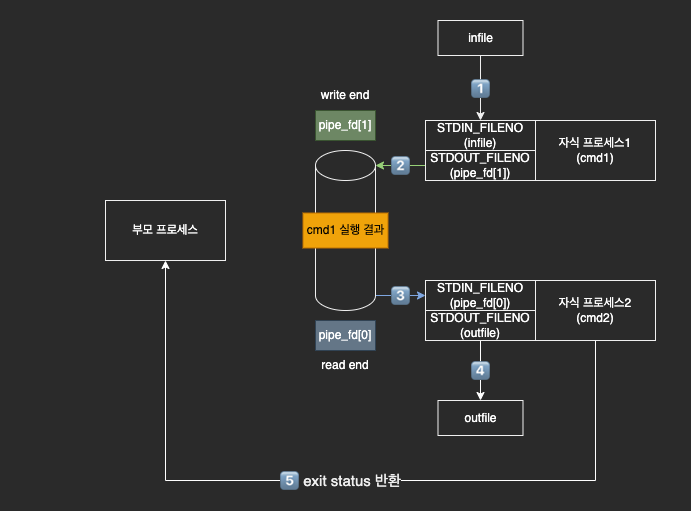 infile
1
write end
pipe_fd[1]
STDIN_FILENO
(infile)
STDOUT_FILENO
(pipe_fd[1])
자식 프로세스1
(cmd1)
2
부모 프로세스
cmd1 실행 결과
3
STDIN_FILENO
(pipe_fd[0])
STDOUT_FILENO
(outfile)
자식 프로세스2
(cmd2)
pipe_fd[0]
read end
4
outfile
5 exit status 반환